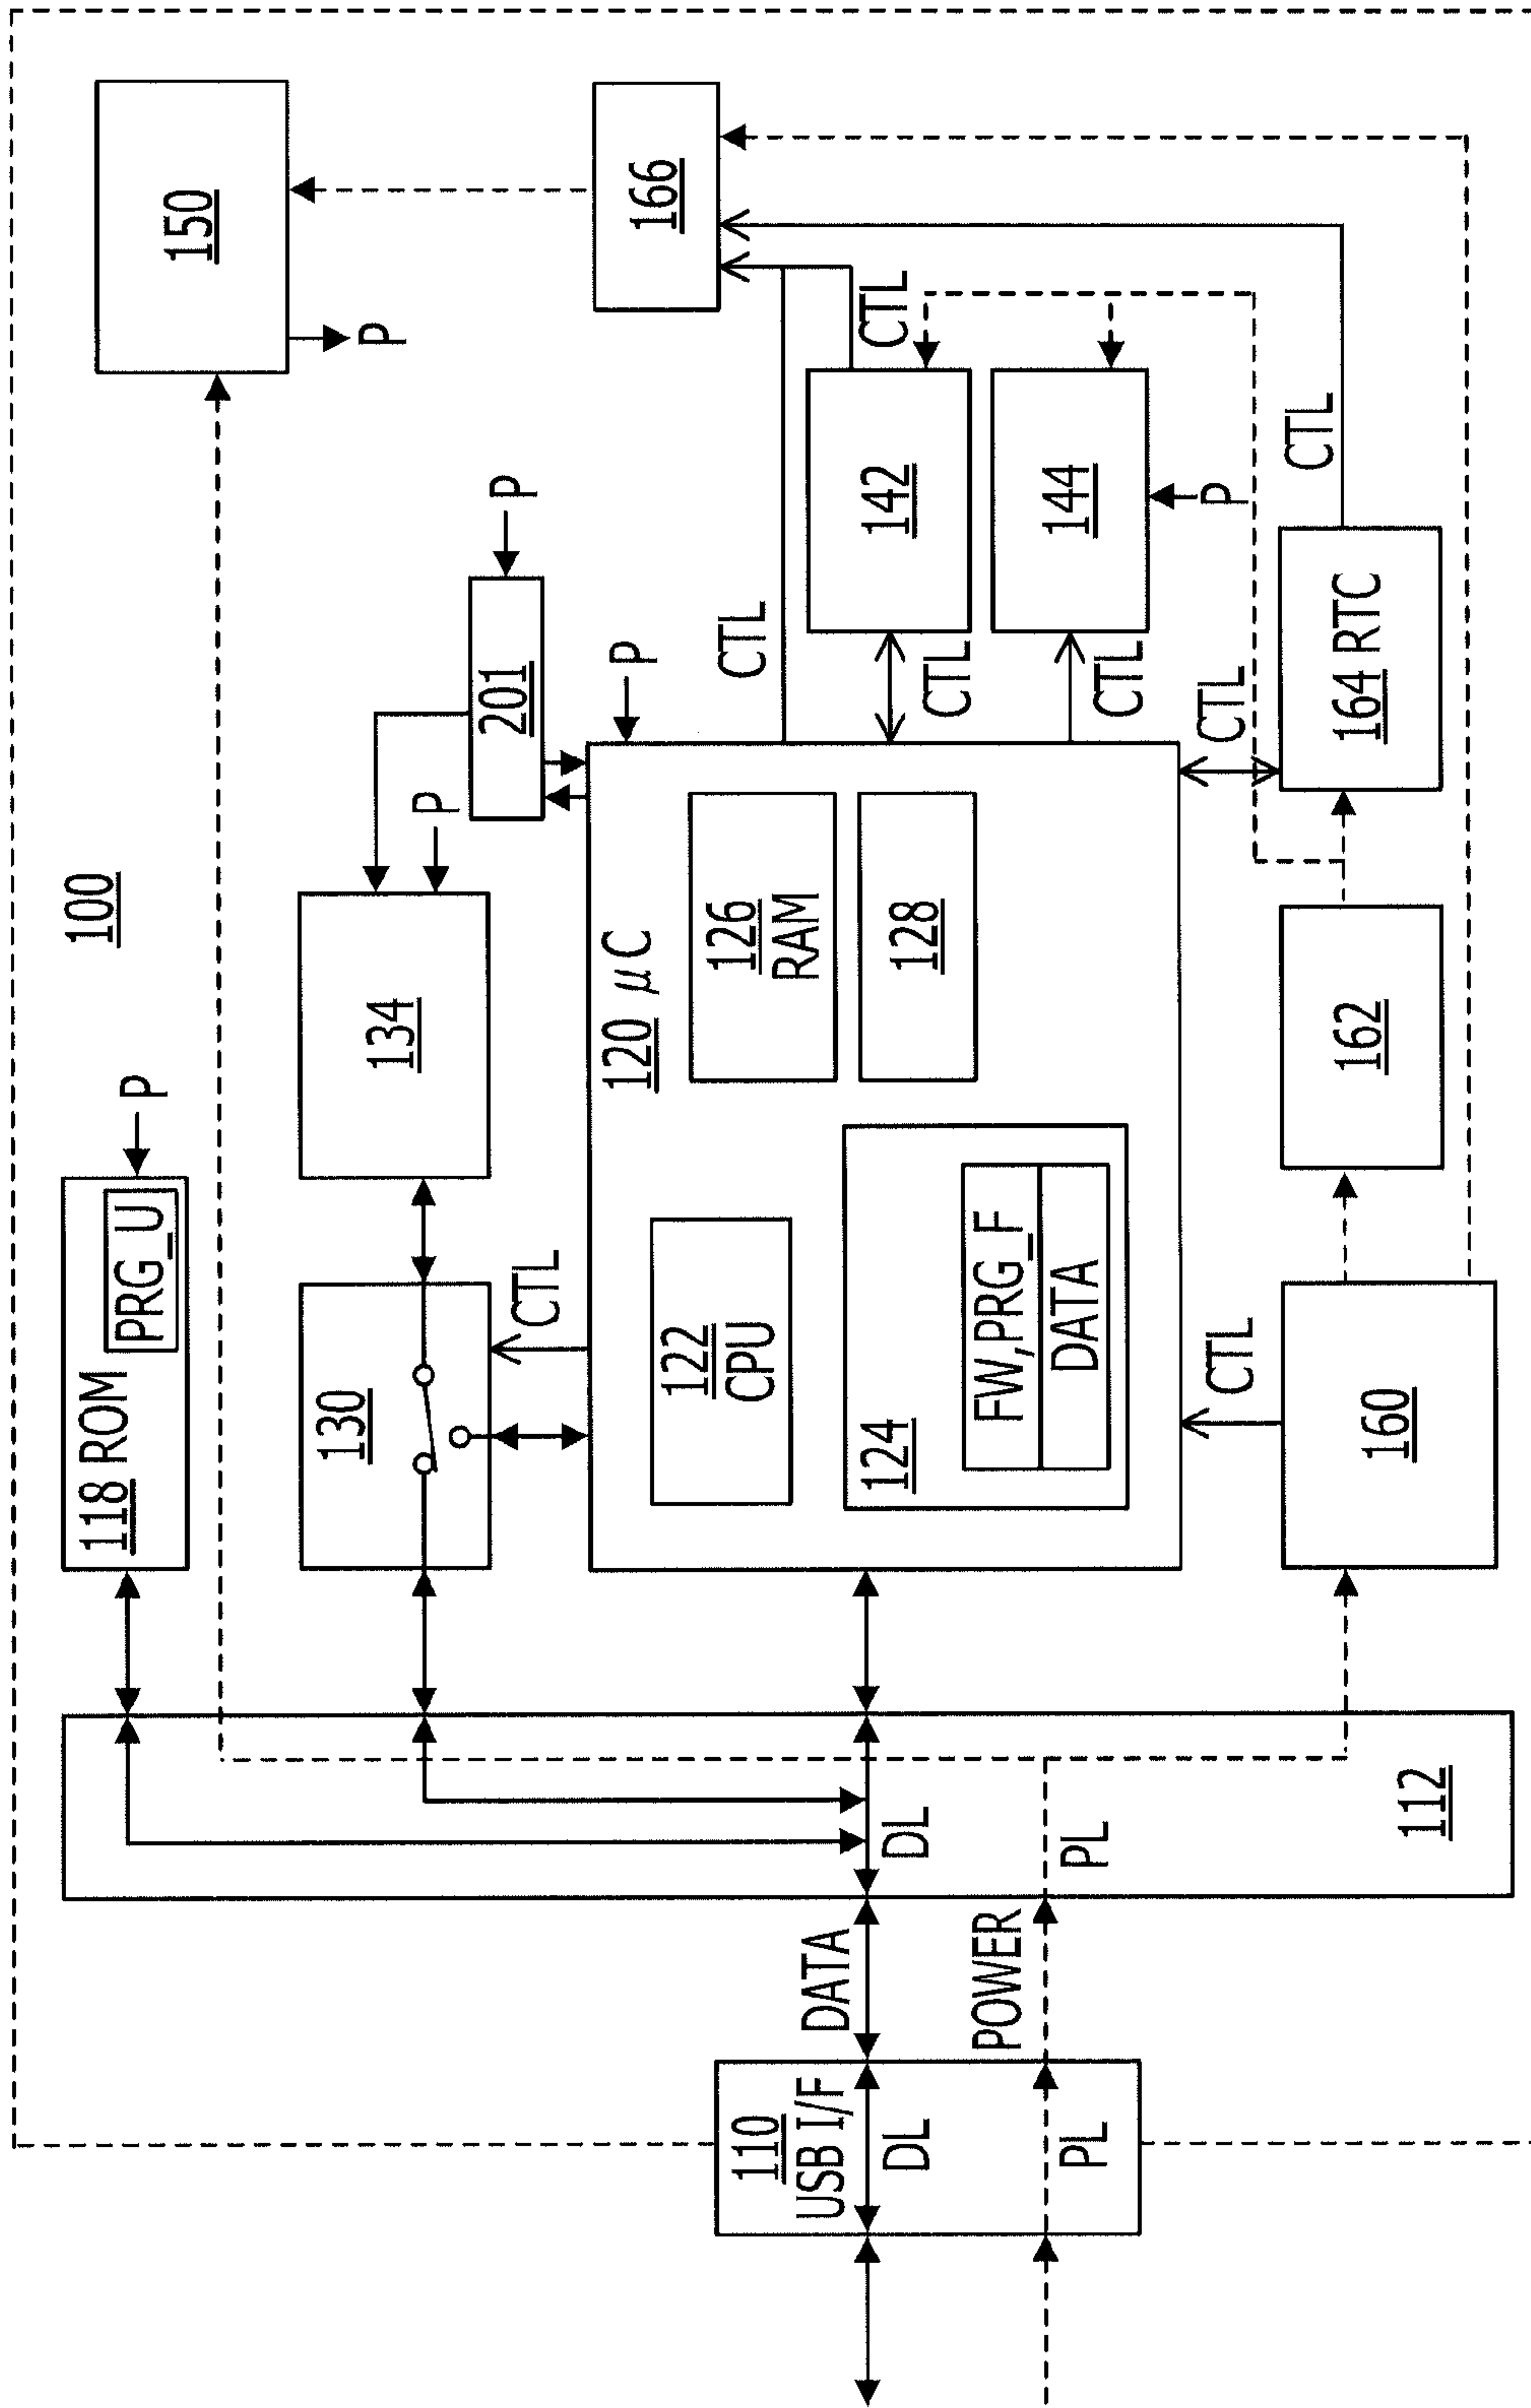 100
110
USB I/F
DL
PL
DATA
POWER
DL
PL
112
118 ROM
PRG_U
P
130
CTL
134
P
201
P
150
P
120 μC
P
122
CPU
126
RAM
128
124
FW,PRG_F
DATA
CTL
CTL
CTL
142
CTL
144
P
166
160
CTL
162
CTL
164 RTC
CTL